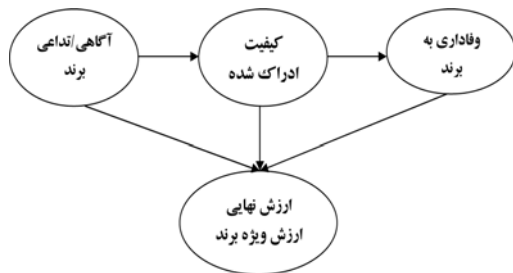 آگاهی/تداعی
برند
کیفیت
ادراک شده
وفاداری به
برند
ارزش نهایی
ارزش ویژه برند